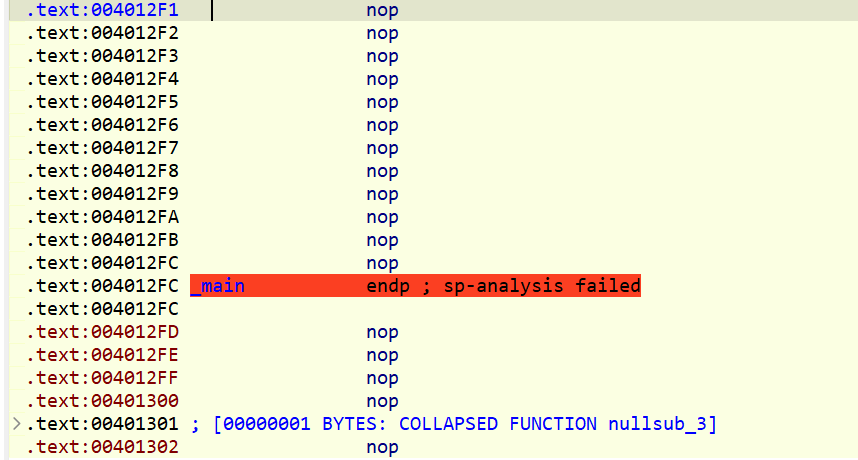 .text:004012F1 nop
.text:004012F2 nop
.text:004012F3 nop
.text:004012F4 nop
.text:004012F5 nop
.text:004012F6 nop
.text:004012F7 nop
.text:004012F8 nop
.text:004012F9 nop
.text:004012FA nop
.text:004012FB nop
.text:004012FC nop
.text:004012FC _main endp ; sp-analysis failed
.text:004012FC
.text:004012FD nop
.text:004012FE nop
.text:004012FF nop
.text:00401300 nop
.text:00401301 ; [00000001 BYTES: COLLAPSED FUNCTION nullsub_3]
.text:00401302 nop